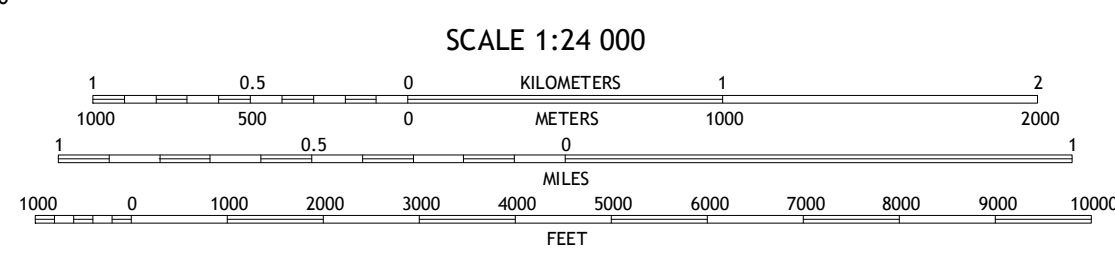 SCALE 1:24 000
1 0.5 0 KILOMETERS 1 2
1000 500 0 METERS 1000 2000
1 0.5 0 1
MILES
1000 0 1000 2000 3000 4000 5000 6000 7000 8000 9000 10000
FEET